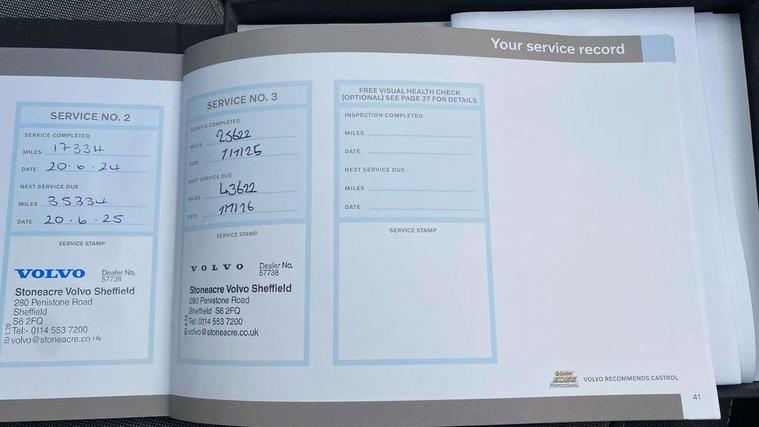 Your service record
SERVICE NO. 2
SERVICE COMPLETED
MILES 17334
DATE 20.6.24
NEXT SERVICE DUE
MILES 35334
DATE 20.6.25
SERVICE STAMP
VOLVO Dealer No.
57738
Stoneacre Volvo Sheffield
280 Penistone Road
Sheffield
S6 2FQ
Tel:- 0114 553 7200
volvo@stoneacre.co.uk
SERVICE NO. 3
SERVICE COMPLETED
MILES 25622
DATE 7/7/25
NEXT SERVICE DUE
MILES 43622
DATE 7/7/26
SERVICE STAMP
VOLVO Dealer No.
57738
Stoneacre Volvo Sheffield
280 Penistone Road
Sheffield S6 2FQ
Tel: 0114 553 7200
volvo@stoneacre.co.uk
FREE VISUAL HEALTH CHECK
(OPTIONAL) SEE PAGE 37 FOR DETAILS
INSPECTION COMPLETED
MILES
DATE
NEXT SERVICE DUE
MILES
DATE
SERVICE STAMP
Castrol
EDGE
Professional
VOLVO RECOMMENDS CASTROL
41